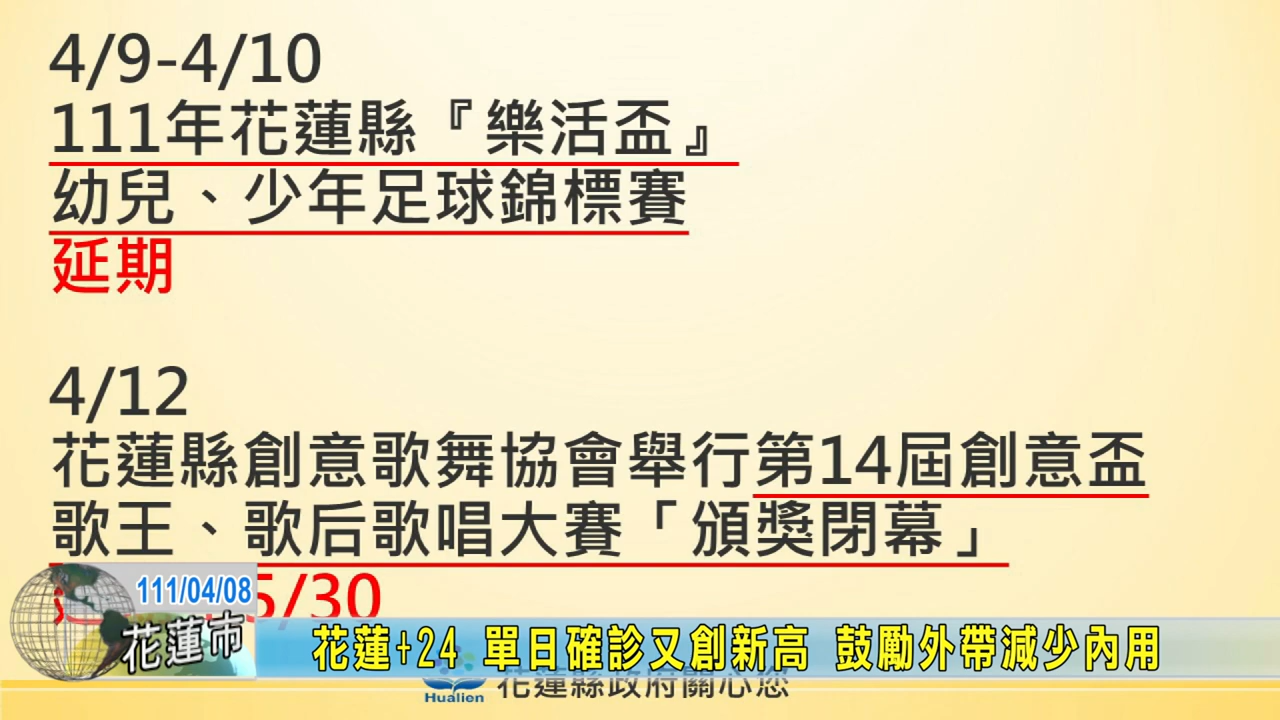 4/9-4/10
111年花蓮縣『樂活盃』
幼兒、少年足球錦標賽
延期
4/12
花蓮縣創意歌舞協會舉行第14屆創意盃
歌王、歌后歌唱大賽「頒獎閉幕」
5/30
111/04/08
花蓮市
花蓮+24 單日確診又創新高 鼓勵外帶減少內用
Hualien 花蓮縣政府關心您